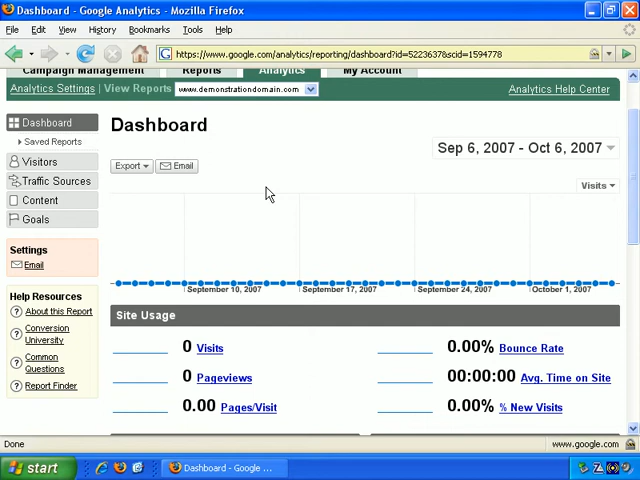 Dashboard - Google Analytics - Mozilla Firefox
File Edit View History Bookmarks Tools Help
https://www.google.com/analytics/reporting/dashboard?id=5223637&scid=1594778
Campaign Management Reports Analytics My Account
Analytics Settings | View Reports www.demonstrationdomain.com Analytics Help Center
Dashboard
Saved Reports
Visitors
Traffic Sources
Content
Goals
Settings
Email
Help Resources
About this Report
Conversion
University
Common
Questions
Report Finder
Dashboard
Sep 6, 2007 - Oct 6, 2007
Export Email
Visits
September 10, 2007 September 17, 2007 September 24, 2007 October 1, 2007
Site Usage
0 Visits 0.00% Bounce Rate
0 Pageviews 00:00:00 Avg. Time on Site
0.00 Pages/Visit 0.00% % New Visits
Done www.google.com
start Dashboard - Google ...